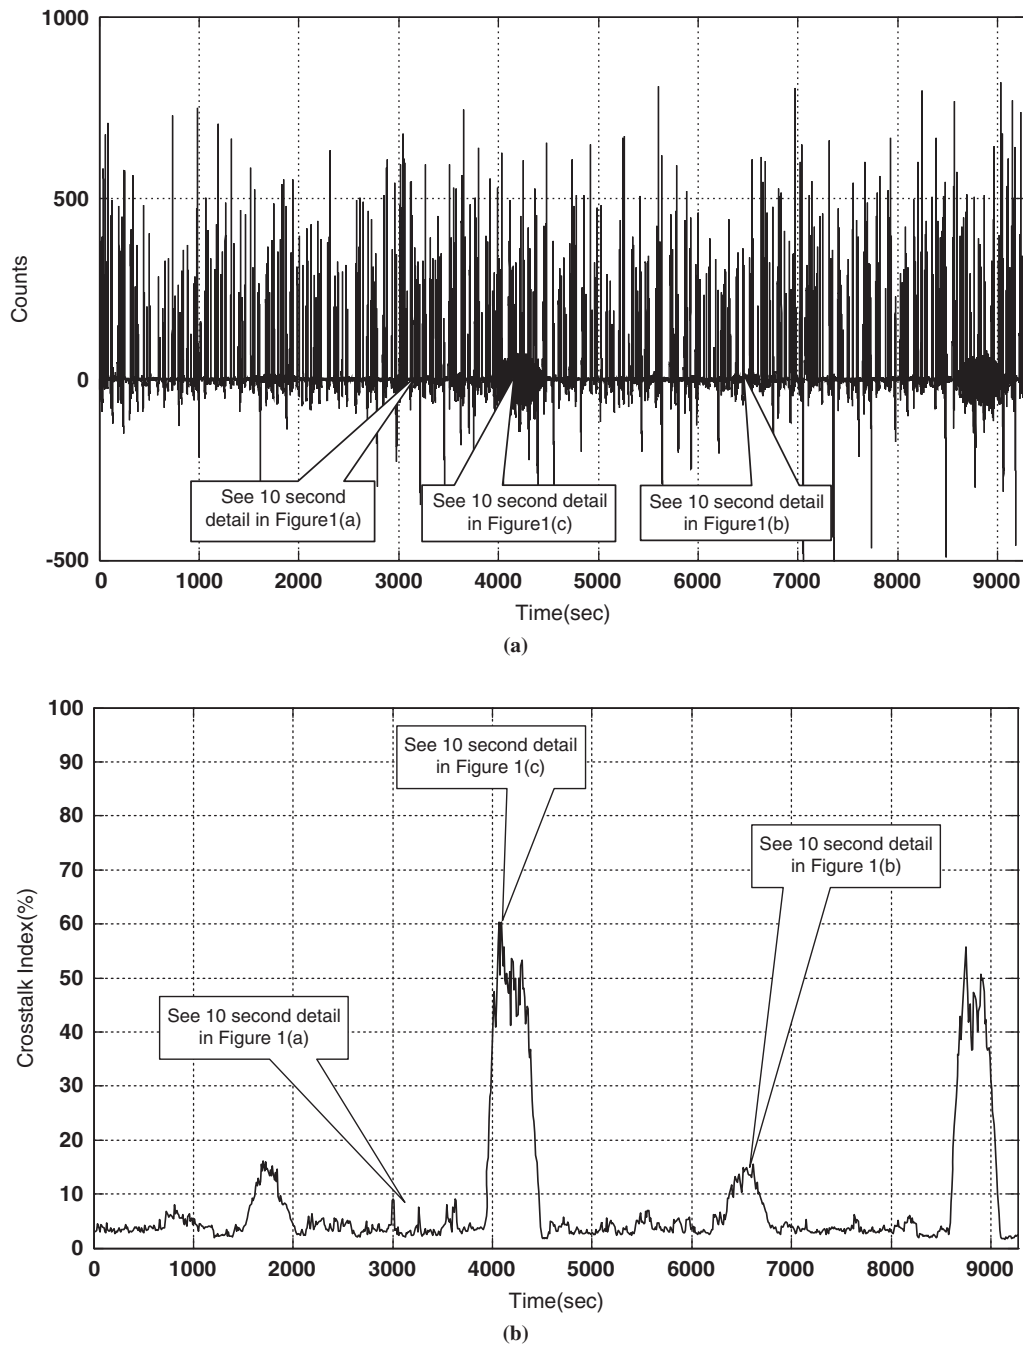 1000
500
0
-500
Counts
See 10 second
detail in Figure1(a)
See 10 second detail
in Figure1(c)
See 10 second detail
in Figure1(b)
0 1000 2000 3000 4000 5000 6000 7000 8000 9000
Time(sec)
(a)
100
90
80
70
60
50
40
30
20
10
0
Crosstalk Index(%)
See 10 second detail
in Figure 1(c)
See 10 second detail
in Figure 1(b)
See 10 second detail
in Figure 1(a)
0 1000 2000 3000 4000 5000 6000 7000 8000 9000
Time(sec)
(b)